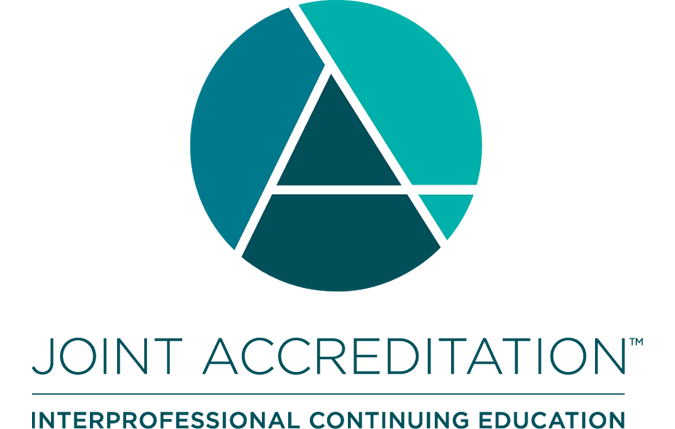 JOINT ACCREDITATION™
INTERPROFESSIONAL CONTINUING EDUCATION